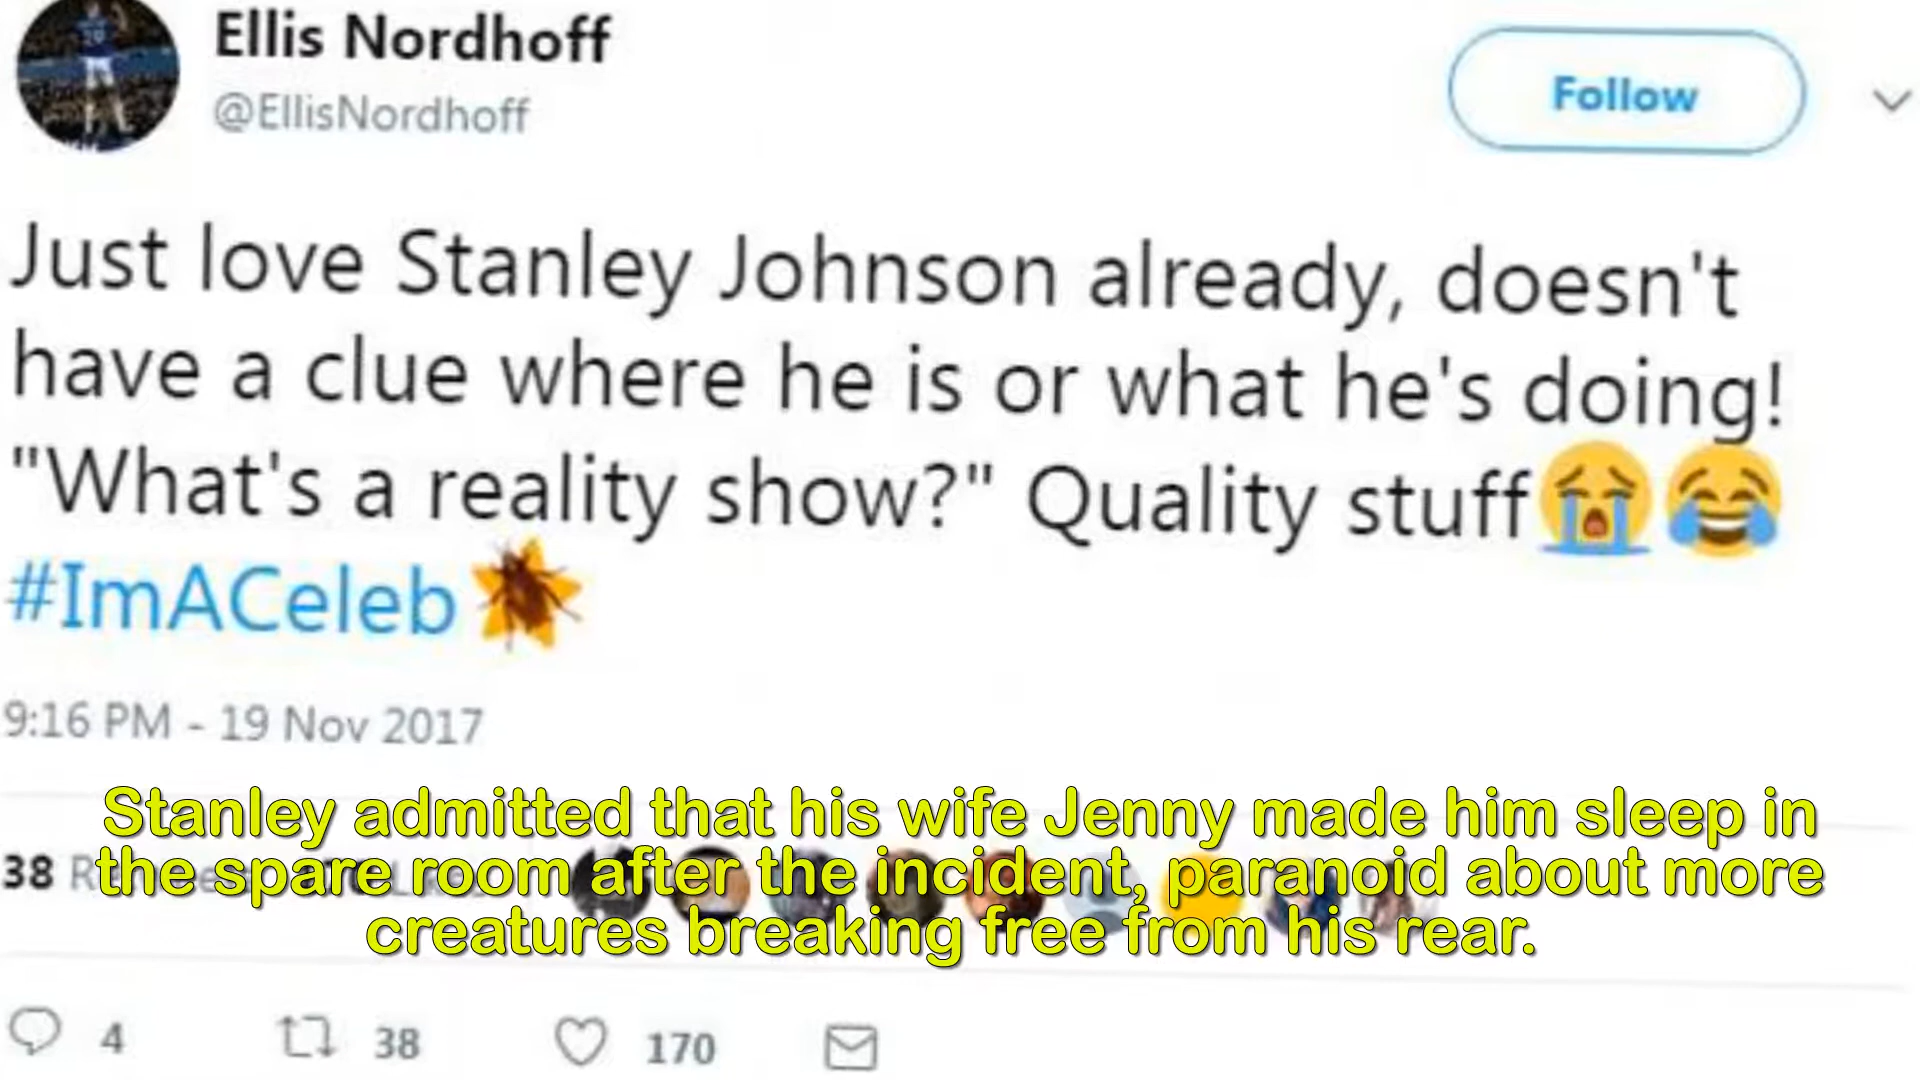 Ellis Nordhoff
@EllisNordhoff
Follow
Just love Stanley Johnson already, doesn't
have a clue where he is or what he's doing!
"What's a reality show?" Quality stuff😭😂
#ImACeleb
9:16 PM - 19 Nov 2017
Stanley admitted that his wife Jenny made him sleep in
the spare room after the incident, paranoid about more
creatures breaking free from his rear.
38
4 38 170